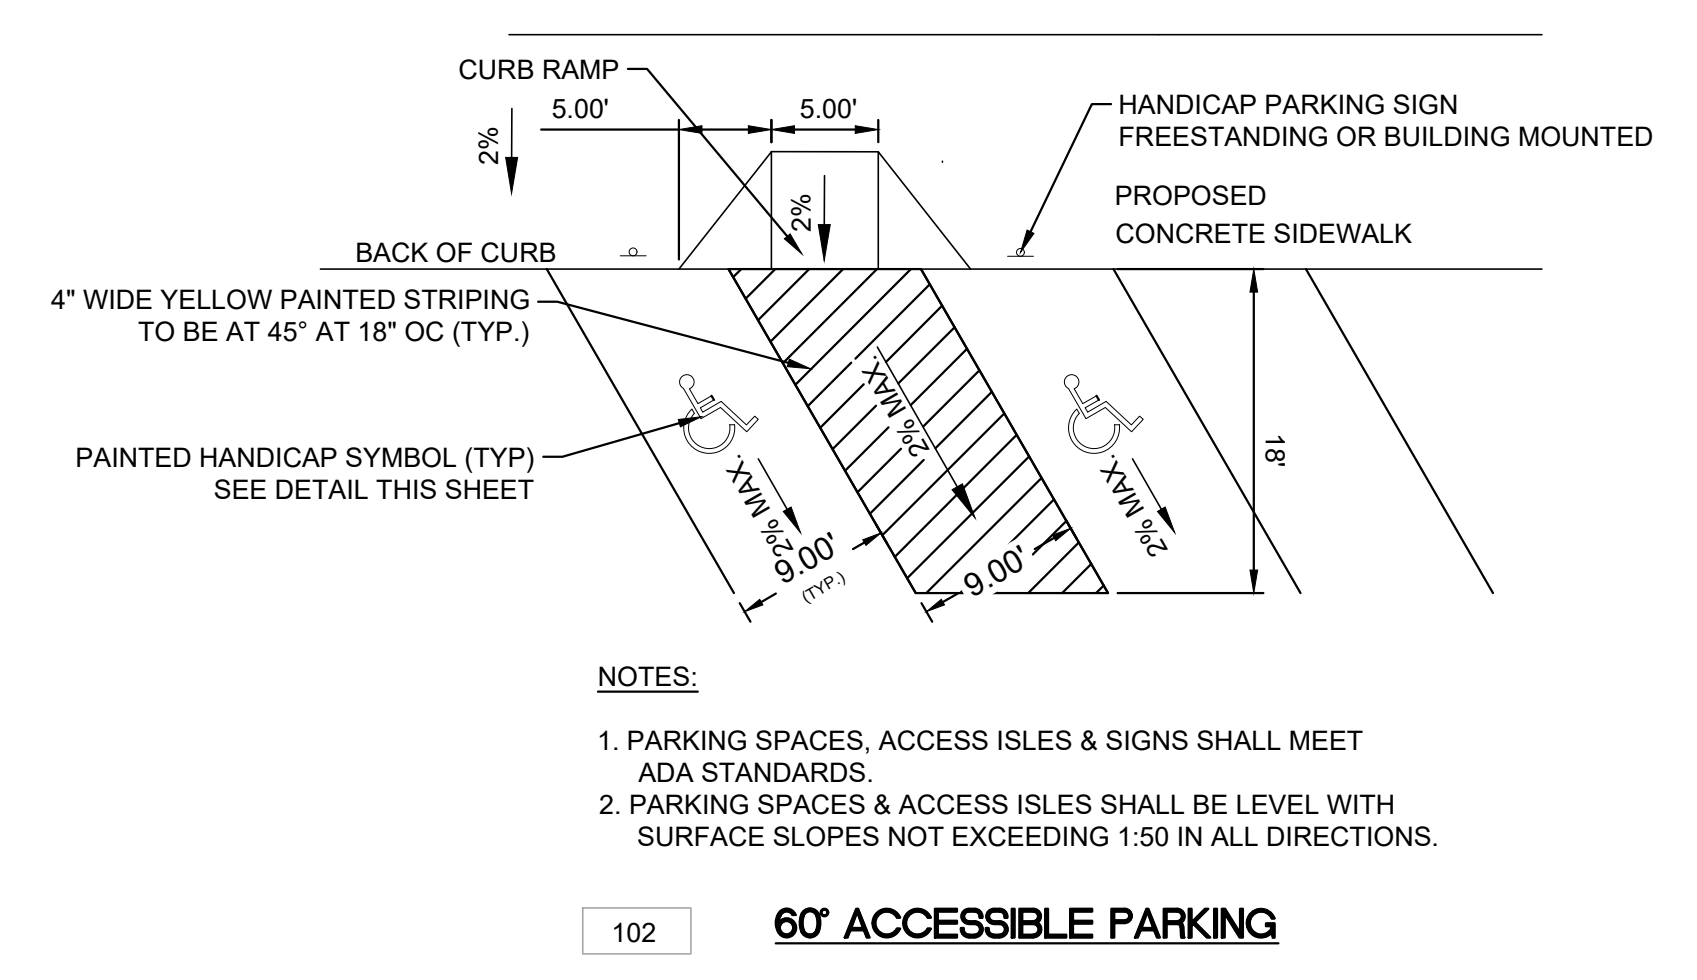 CURB RAMP
5.00'
5.00'
2%
HANDICAP PARKING SIGN
FREESTANDING OR BUILDING MOUNTED
PROPOSED
CONCRETE SIDEWALK
2%
BACK OF CURB
4" WIDE YELLOW PAINTED STRIPING
TO BE AT 45° AT 18" OC (TYP.)
2% MAX.
PAINTED HANDICAP SYMBOL (TYP)
SEE DETAIL THIS SHEET
2% MAX.
2% MAX.
18'
9.00'
(TYP.)
9.00'
NOTES:
1. PARKING SPACES, ACCESS ISLES & SIGNS SHALL MEET
ADA STANDARDS.
2. PARKING SPACES & ACCESS ISLES SHALL BE LEVEL WITH
SURFACE SLOPES NOT EXCEEDING 1:50 IN ALL DIRECTIONS.
102
60° ACCESSIBLE PARKING